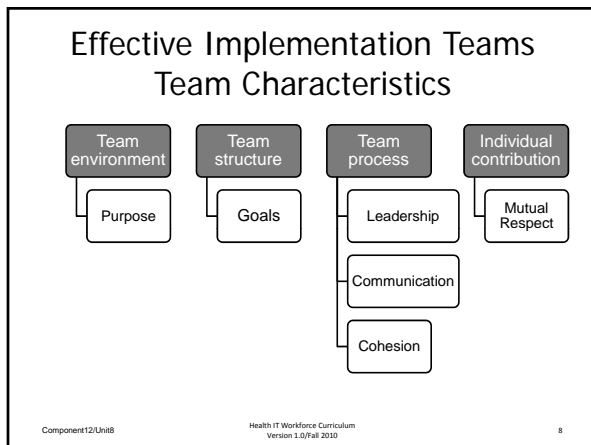 Effective Implementation Teams
Team Characteristics
Team
environment
Purpose
Team
structure
Goals
Team
process
Leadership
Communication
Cohesion
Individual
contribution
Mutual
Respect
Component12/Unit8
Health IT Workforce Curriculum
Version 1.0/Fall 2010
8